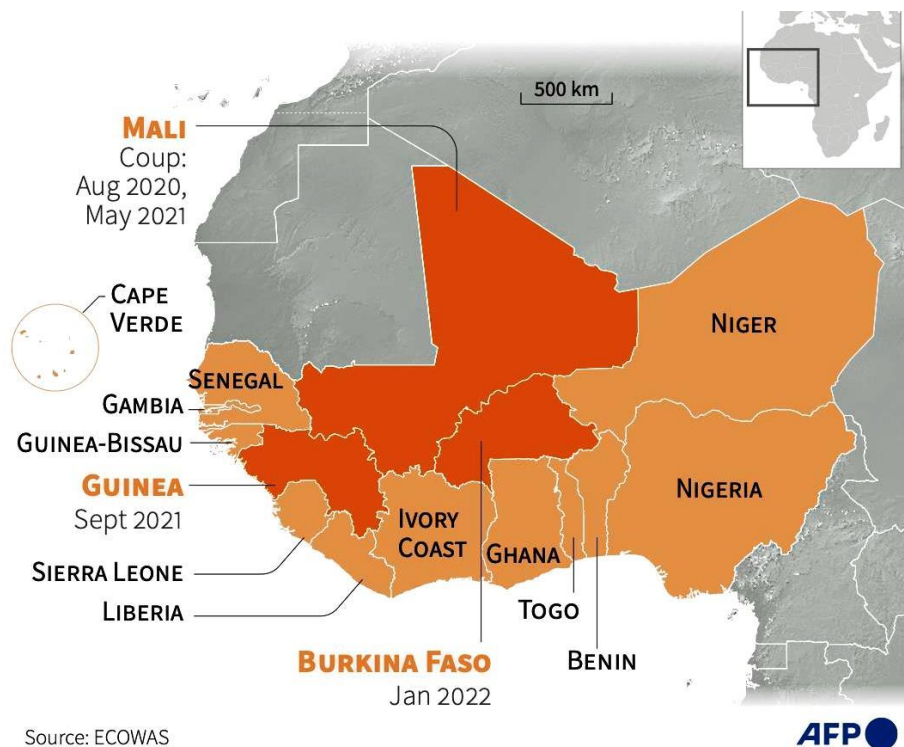 500 km
MALI
Coup:
Aug 2020,
May 2021
CAPE
VERDE
NIGER
SENEGAL
GAMBIA
GUINEA-BISSAU
GUINEA
Sept 2021
NIGERIA
IVORY
COAST
GHANA
SIERRA LEONE
LIBERIA
TOGO
BENIN
BURKINA FASO
Jan 2022
Source: ECOWAS
AFP